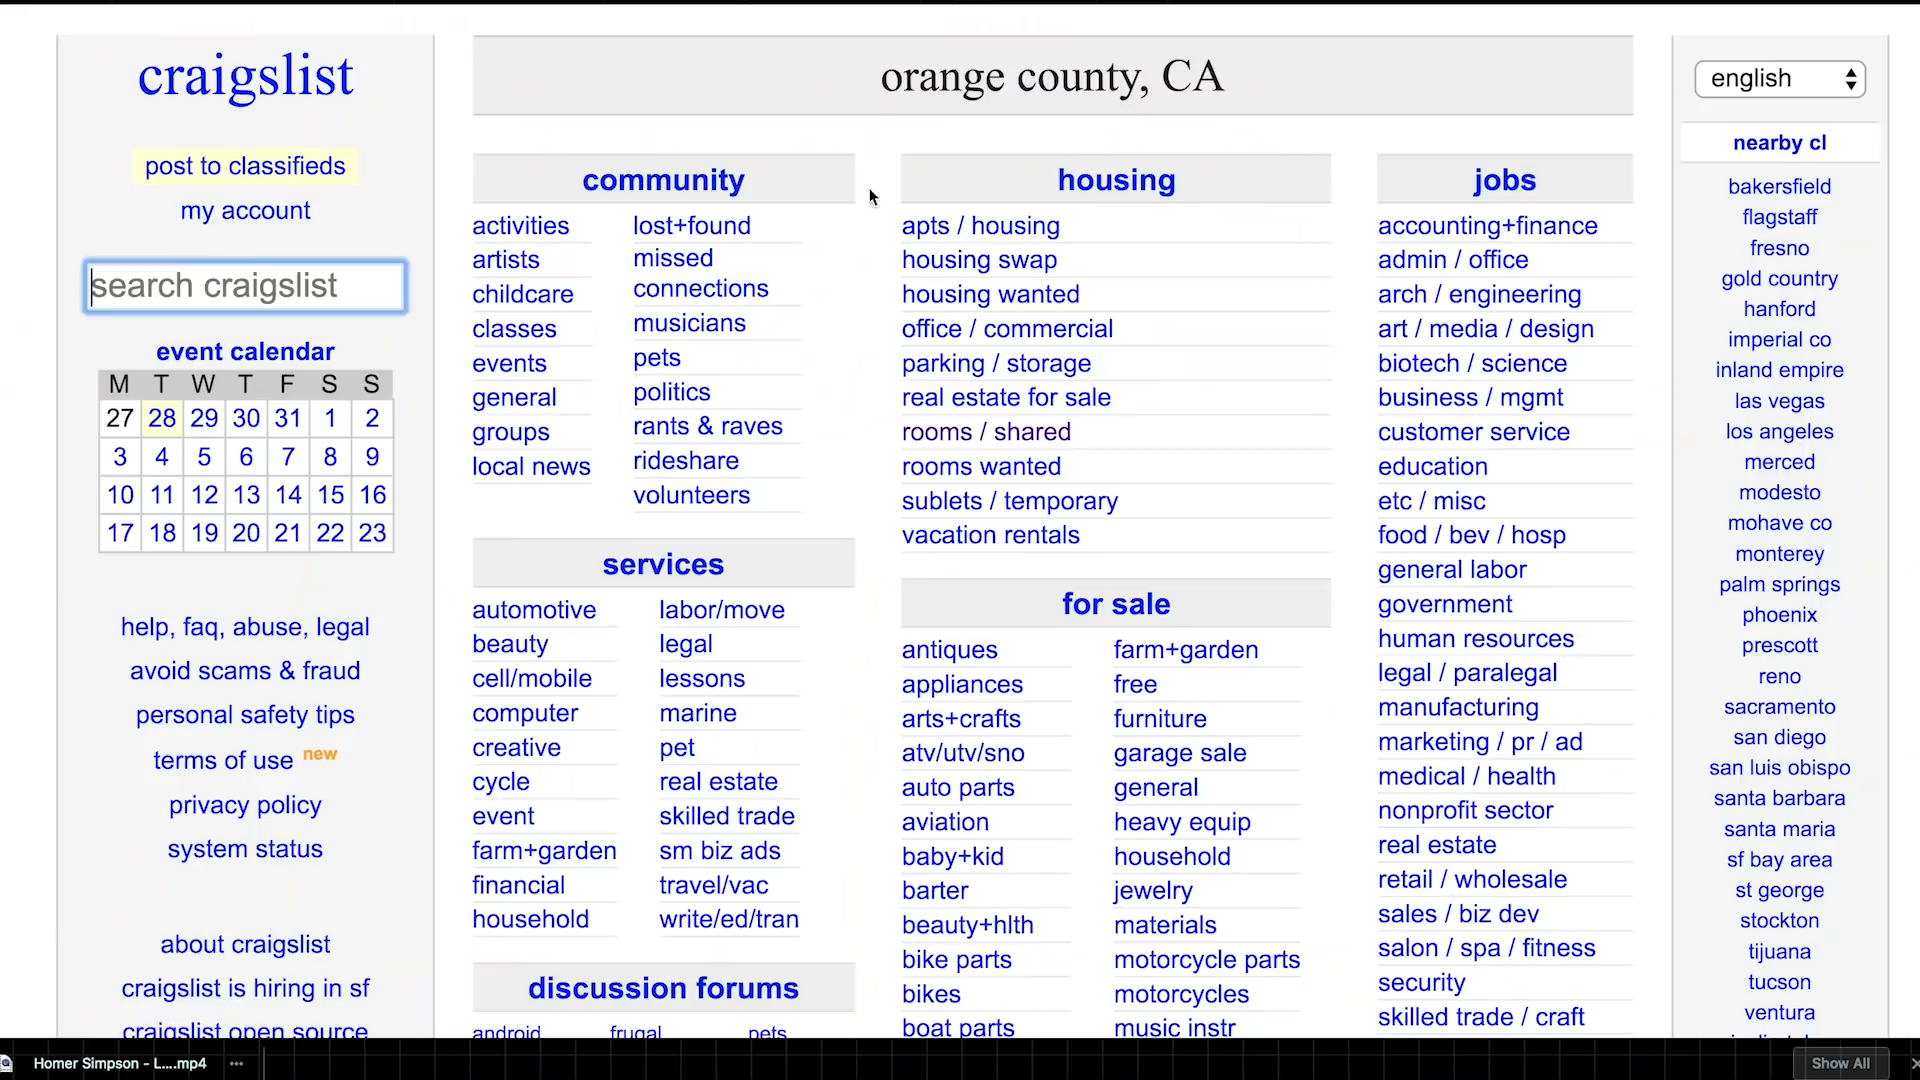 craigslist
post to classifieds
my account
search craigslist
event calendar
M T W T F S S
27 28 29 30 31 1 2
3 4 5 6 7 8 9
10 11 12 13 14 15 16
17 18 19 20 21 22 23
help, faq, abuse, legal
avoid scams & fraud
personal safety tips
terms of use new
privacy policy
system status
about craigslist
craigslist is hiring in sf
craigslist open source
orange county, CA
community
activities
artists
childcare
classes
events
general
groups
local news
lost+found
missed
connections
musicians
pets
politics
rants & raves
rideshare
volunteers
services
automotive
beauty
cell/mobile
computer
creative
cycle
event
farm+garden
financial
household
labor/move
legal
lessons
marine
pet
real estate
skilled trade
sm biz ads
travel/vac
write/ed/tran
discussion forums
android frugal pets
housing
apts / housing
housing swap
housing wanted
office / commercial
parking / storage
real estate for sale
rooms / shared
rooms wanted
sublets / temporary
vacation rentals
for sale
antiques
appliances
arts+crafts
atv/utv/sno
auto parts
aviation
baby+kid
barter
beauty+hlth
bike parts
bikes
boat parts
farm+garden
free
furniture
garage sale
general
heavy equip
household
jewelry
materials
motorcycle parts
motorcycles
music instr
jobs
accounting+finance
admin / office
arch / engineering
art / media / design
biotech / science
business / mgmt
customer service
education
etc / misc
food / bev / hosp
general labor
government
human resources
legal / paralegal
manufacturing
marketing / pr / ad
medical / health
nonprofit sector
real estate
retail / wholesale
sales / biz dev
salon / spa / fitness
security
skilled trade / craft
english
nearby cl
bakersfield
flagstaff
fresno
gold country
hanford
imperial co
inland empire
las vegas
los angeles
merced
modesto
mohave co
monterey
palm springs
phoenix
prescott
reno
sacramento
san diego
san luis obispo
santa barbara
santa maria
sf bay area
st george
stockton
tijuana
tucson
ventura
Homer Simpson - L....mp4
Show All